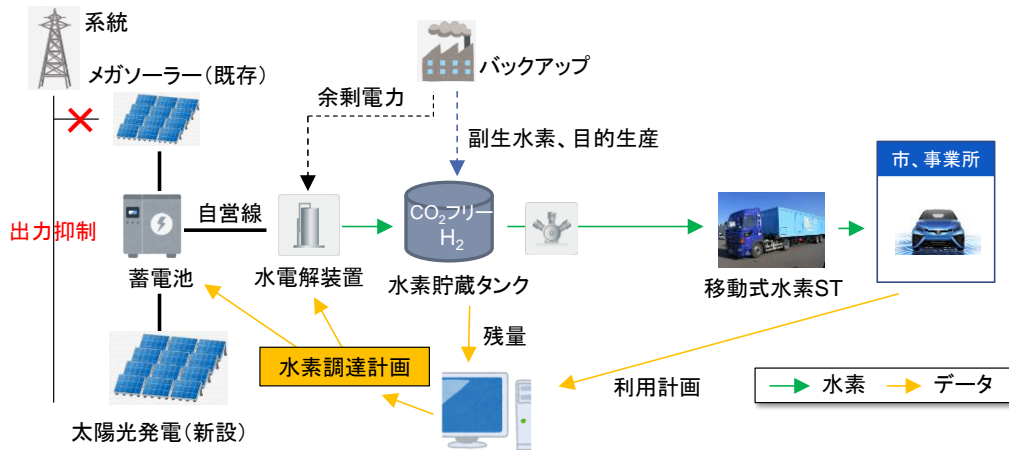 系統
メガソーラー（既存）
バックアップ
余剰電力
副生水素、目的生産
市、事業所
出力抑制
自営線
CO₂フリー
H₂
蓄電池
水電解装置
水素貯蔵タンク
移動式水素ST
残量
水素調達計画
利用計画
水素
データ
太陽光発電（新設）